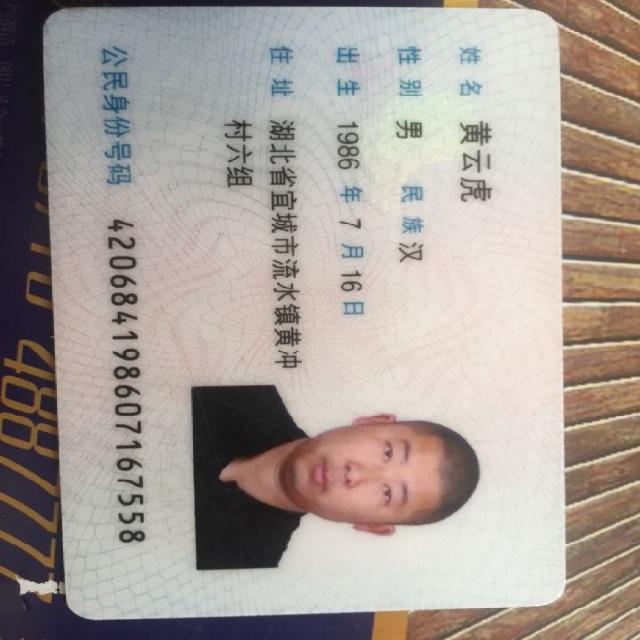 姓名 黄云虎
性别 男 民族 汉
出生 1986 年 7 月 16 日
住址 湖北省宜城市流水镇黄冲
村六组
公民身份号码 420684198607167558